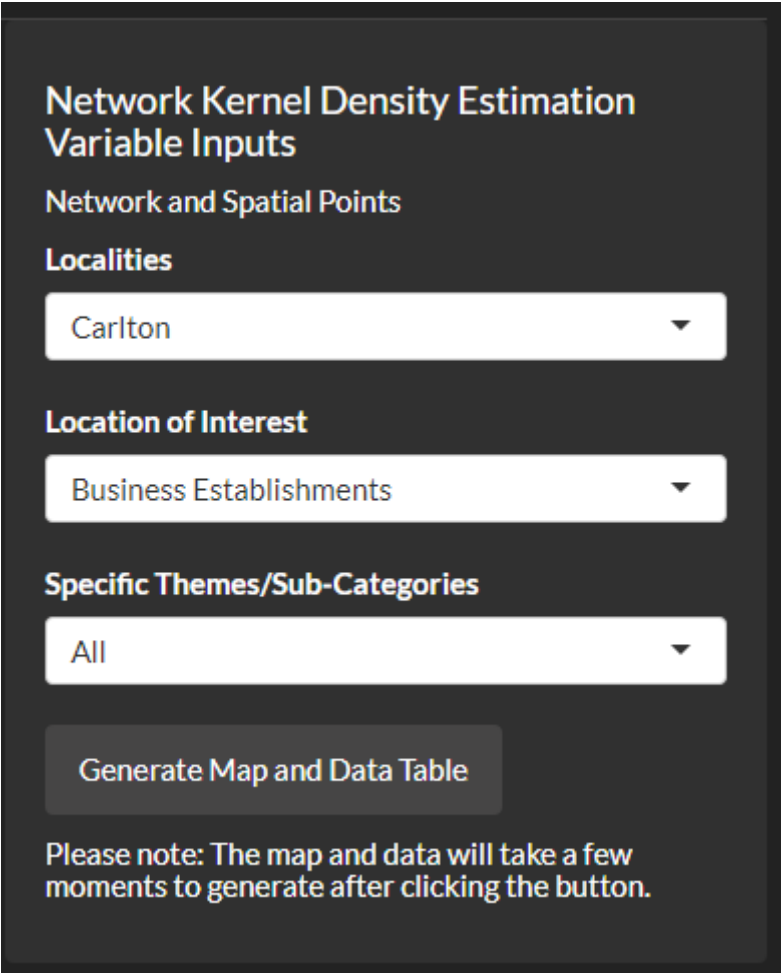 Network Kernel Density Estimation
Variable Inputs
Network and Spatial Points
Localities
Carlton
Location of Interest
Business Establishments
Specific Themes/Sub-Categories
All
Generate Map and Data Table
Please note: The map and data will take a few
moments to generate after clicking the button.